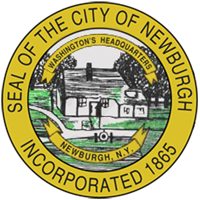 SEAL OF THE CITY OF NEWBURGH
WASHINGTON'S HEADQUARTERS
NEWBURGH, N.Y.
INCORPORATED 1865